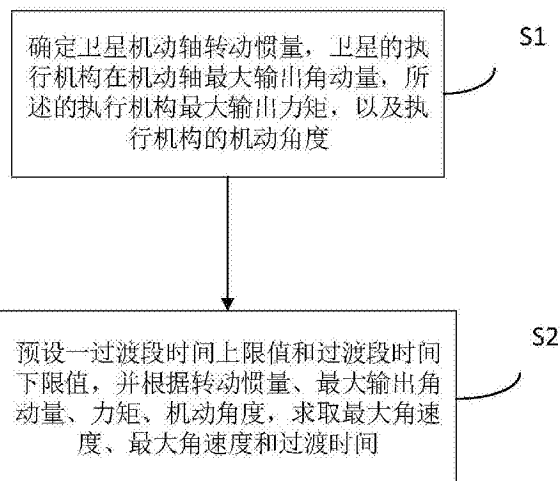 S1
确定卫星机动轴转动惯量，卫星的执
行机构在机动轴最大输出角动量，所
述的执行机构最大输出力矩，以及执
行机构的机动角度
S2
预设一过渡段时间上限值和过渡段时间
下限值，并根据转动惯量、最大输出角
动量、力矩、机动角度，求取最大角速
度、最大角速度和过渡时间